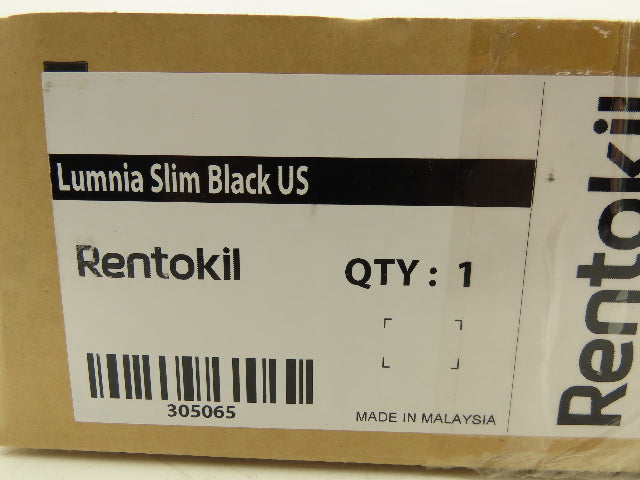 Lumnia Slim Black US
Rentokil
QTY : 1
305065
MADE IN MALAYSIA
Rentokil